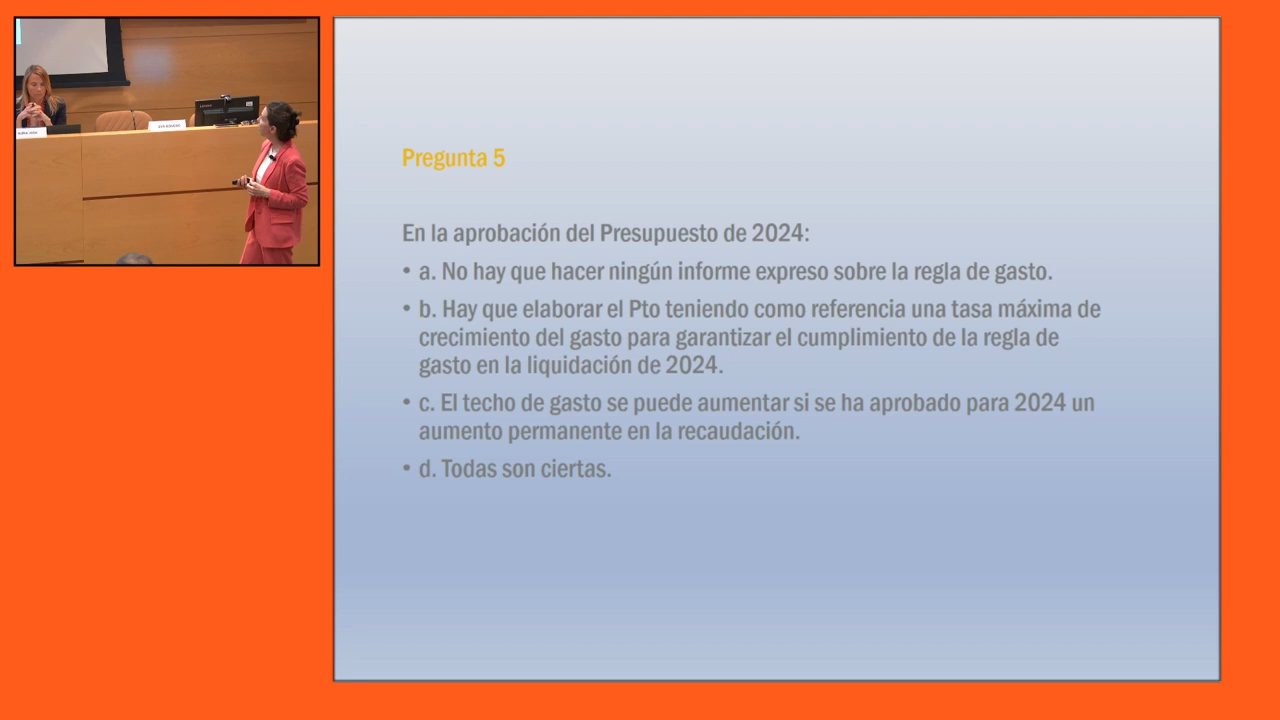 Pregunta 5
En la aprobación del Presupuesto de 2024:
• a. No hay que hacer ningún informe expreso sobre la regla de gasto.
• b. Hay que elaborar el Pto teniendo como referencia una tasa máxima de
crecimiento del gasto para garantizar el cumplimiento de la regla de
gasto en la liquidación de 2024.
• c. El techo de gasto se puede aumentar si se ha aprobado para 2024 un
aumento permanente en la recaudación.
• d. Todas son ciertas.